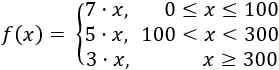 f(x) = { 7 · x, 0 ≤ x ≤ 100
5 · x, 100 < x < 300
3 · x, x ≥ 300